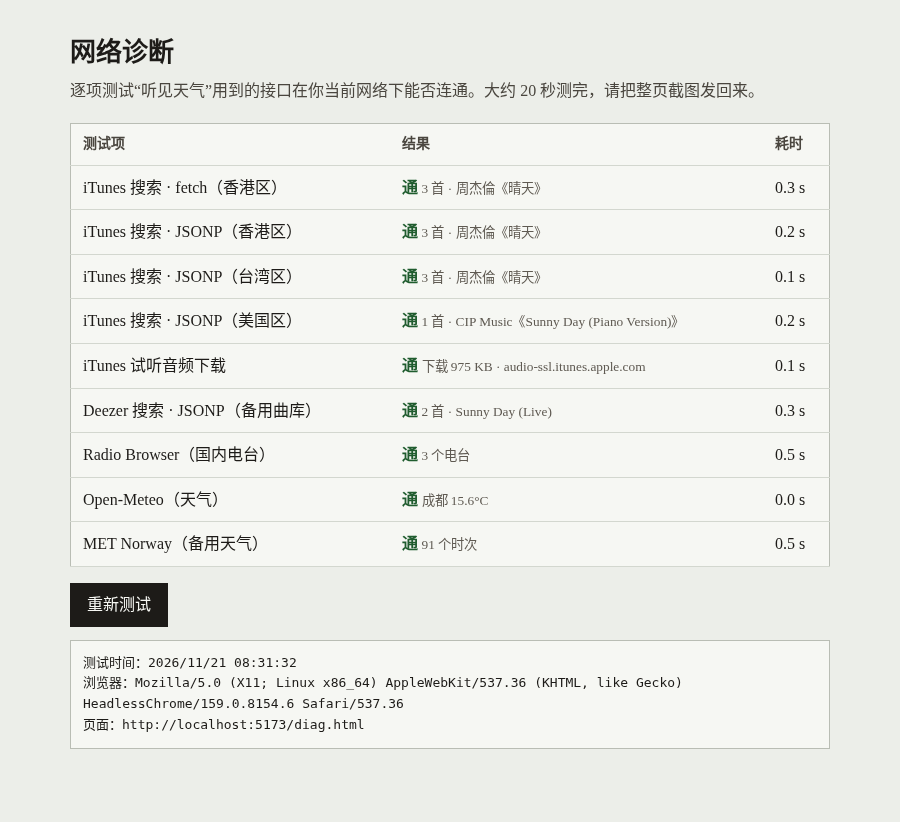 网络诊断
逐项测试“听见天气”用到的接口在你当前网络下能否连通。大约 20 秒测完，请把整页截图发回来。
测试项 结果 耗时
iTunes 搜索 · fetch（香港区） 通 3 首 · 周杰倫《晴天》 0.3 s
iTunes 搜索 · JSONP（香港区） 通 3 首 · 周杰倫《晴天》 0.2 s
iTunes 搜索 · JSONP（台湾区） 通 3 首 · 周杰倫《晴天》 0.1 s
iTunes 搜索 · JSONP（美国区） 通 1 首 · CIP Music《Sunny Day (Piano Version)》 0.2 s
iTunes 试听音频下载 通 下载 975 KB · audio-ssl.itunes.apple.com 0.1 s
Deezer 搜索 · JSONP（备用曲库） 通 2 首 · Sunny Day (Live) 0.3 s
Radio Browser（国内电台） 通 3 个电台 0.5 s
Open-Meteo（天气） 通 成都 15.6°C 0.0 s
MET Norway（备用天气） 通 91 个时次 0.5 s
重新测试
测试时间：2026/11/21 08:31:32
浏览器：Mozilla/5.0 (X11; Linux x86_64) AppleWebKit/537.36 (KHTML, like Gecko)
HeadlessChrome/159.0.8154.6 Safari/537.36
页面：http://localhost:5173/diag.html